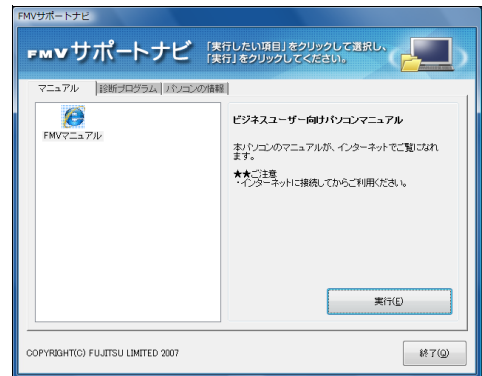 FMVサポートナビ
FMVサポートナビ
「実行したい項目」をクリックして選択し、
「実行」をクリックしてください。
マニュアル
診断プログラム
パソコンの情報
FMVマニュアル
ビジネスユーザー向けパソコンマニュアル
本パソコンのマニュアルが、インターネットでご覧になれ
ます。
★★ご注意
・インターネットに接続してからご利用ください。
実行(E)
COPYRIGHT(C) FUJITSU LIMITED 2007
終了(Q)